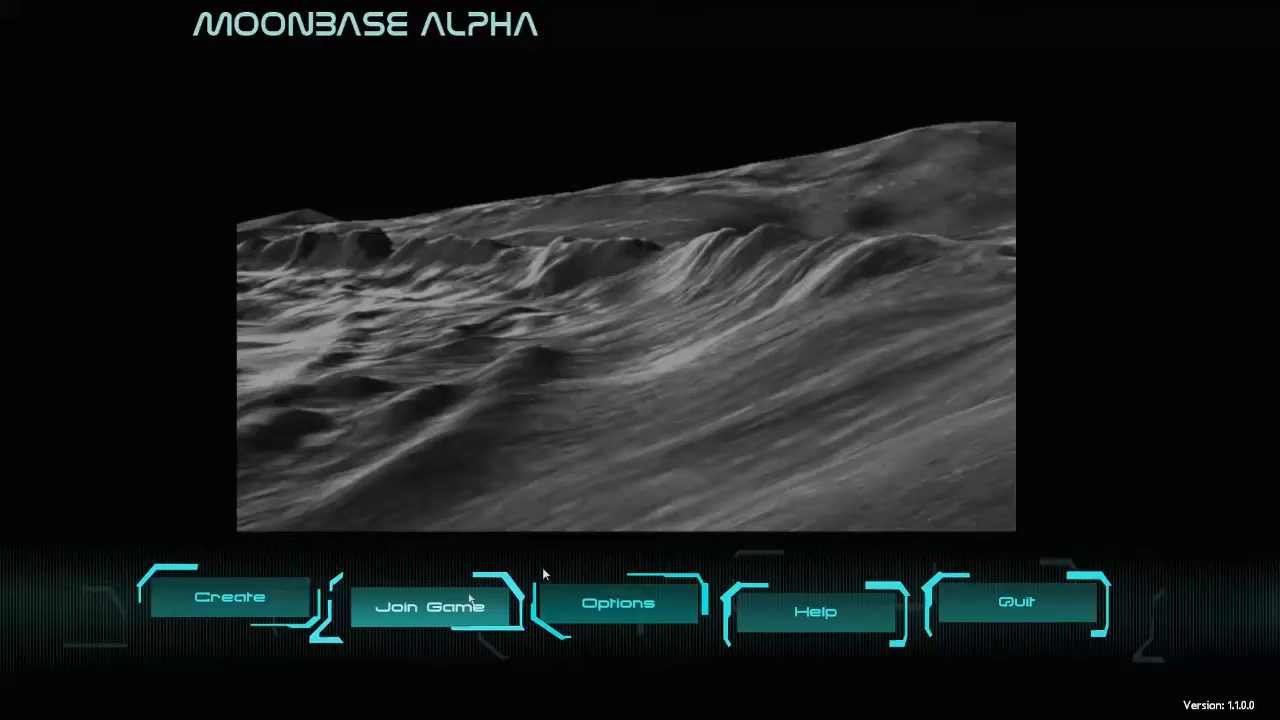 MOONBASE ALPHA
Create
Join Game
Options
Help
Quit
Version: 1.1.0.0